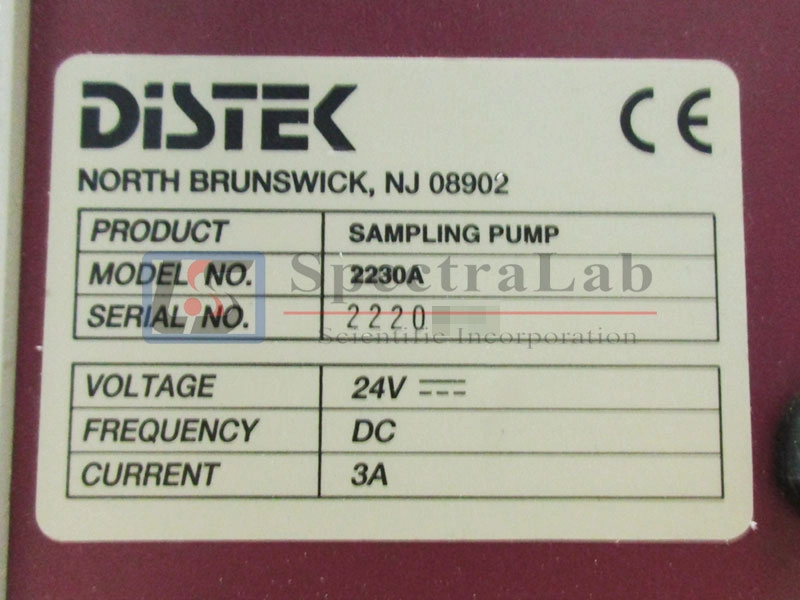 DiSTEK
CE
NORTH BRUNSWICK, NJ 08902
PRODUCT SAMPLING PUMP
MODEL NO. 2230A
SpectraLab
SERIAL NO. 2220
Scientific Incorporation
VOLTAGE 24V
FREQUENCY DC
CURRENT 3A